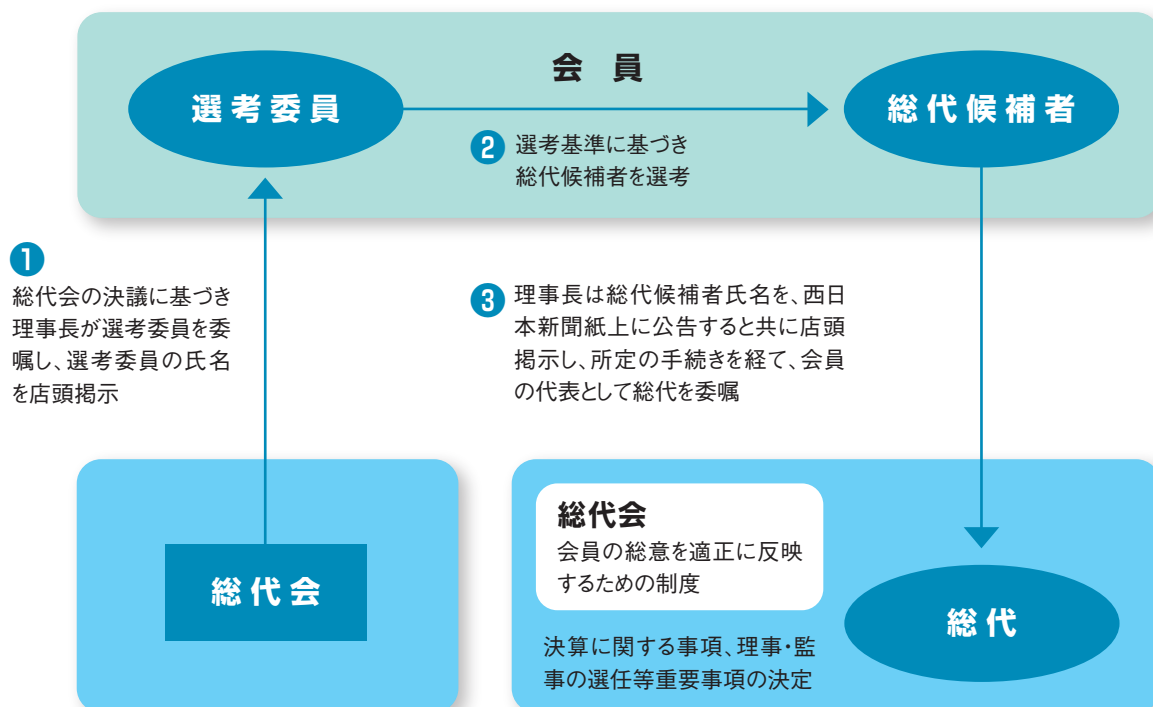 会 員
選考委員
総代候補者
❷ 選考基準に基づき
総代候補者を選考
❶
総代会の決議に基づき
理事長が選考委員を委
嘱し、選考委員の氏名
を店頭掲示
❸ 理事長は総代候補者氏名を、西日
本新聞紙上に公告すると共に店頭
掲示し、所定の手続きを経て、会員
の代表として総代を委嘱
総代会
総代会
会員の総意を適正に反映
するための制度
決算に関する事項、理事・監
事の選任等重要事項の決定
総代